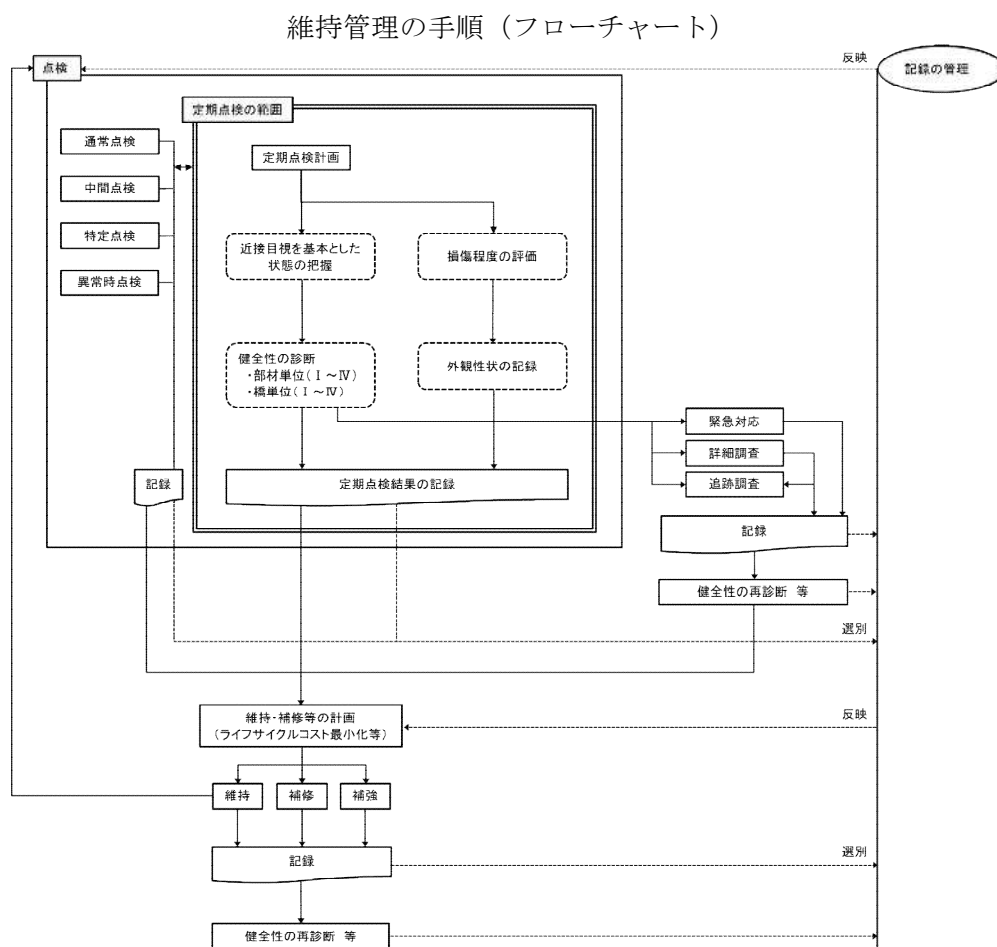 維持管理の手順（フローチャート）
点検
反映
記録の管理
定期点検の範囲
通常点検
定期点検計画
中間点検
特定点検
近接目視を基本とした
状態の把握
損傷程度の評価
異常時点検
健全性の診断
・部材単位（Ⅰ～Ⅳ）
・橋単位（Ⅰ～Ⅳ）
外観性状の記録
緊急対応
詳細調査
追跡調査
記録
定期点検結果の記録
記録
健全性の再診断 等
選別
維持・補修等の計画
（ライフサイクルコスト最小化等）
反映
維持
補修
補強
記録
選別
健全性の再診断 等